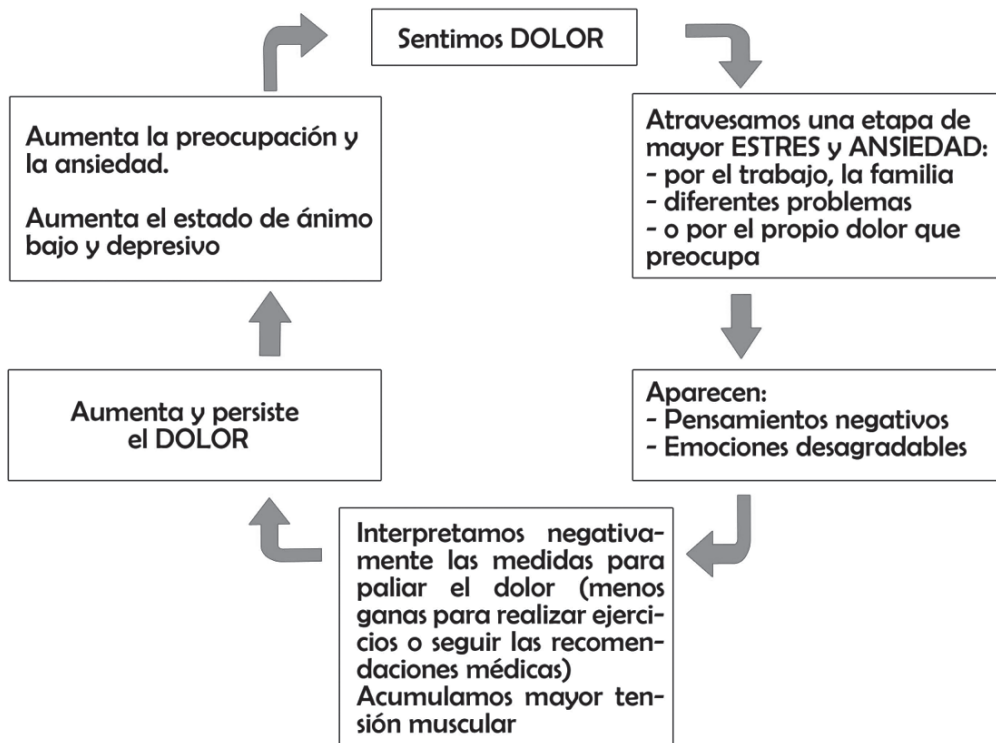 Sentimos DOLOR
Atravesamos una etapa de
mayor ESTRES y ANSIEDAD:
- por el trabajo, la familia
- diferentes problemas
- o por el propio dolor que
preocupa
Aparecen:
- Pensamientos negativos
- Emociones desagradables
Interpretamos negativa-
mente las medidas para
paliar el dolor (menos
ganas para realizar ejerci-
cios o seguir las recomen-
daciones médicas)
Acumulamos mayor ten-
sión muscular
Aumenta y persiste
el DOLOR
Aumenta la preocupación y
la ansiedad.
Aumenta el estado de ánimo
bajo y depresivo